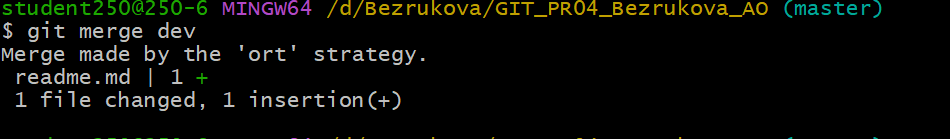 student250@250-6 MINGW64 /d/Bezrukova/GIT_PR04_Bezrukova_AO (master)
$ git merge dev
Merge made by the 'ort' strategy.
 readme.md | 1 +
 1 file changed, 1 insertion(+)